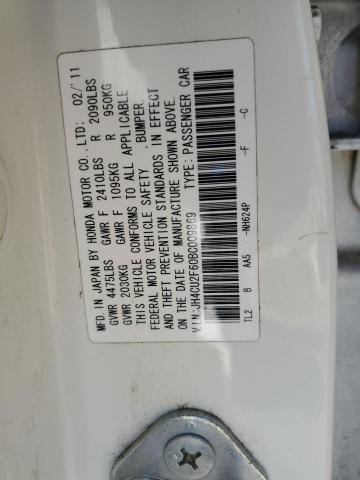 MFD. IN JAPAN BY HONDA MOTOR CO., LTD: 02/'11
GVWR 4475LBS GAWR F 2410LBS R 2090LBS
GVWR 2030KG GAWR F 1095KG R 950KG
THIS VEHICLE CONFORMS TO ALL APPLICABLE
FEDERAL MOTOR VEHICLE SAFETY, BUMPER,
AND THEFT PREVENTION STANDARDS IN EFFECT
ON THE DATE OF MANUFACTURE SHOWN ABOVE.
V.I.N: JH4CU2F60BC009869 TYPE: PASSENGER CAR
TL2 B AA5 -NH624P -F -C